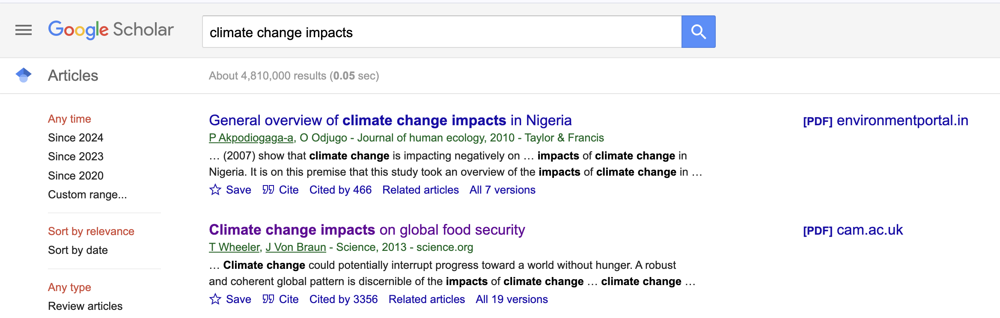 Google Scholar
climate change impacts
Articles
About 4,810,000 results (0.05 sec)
Any time
Since 2024
Since 2023
Since 2020
Custom range...
Sort by relevance
Sort by date
Any type
Review articles
General overview of climate change impacts in Nigeria
P Akpodiogaga-a, O Odjugo - Journal of human ecology, 2010 - Taylor & Francis
… (2007) show that climate change is impacting negatively on … impacts of climate change in
Nigeria. It is on this premise that this study took an overview of the impacts of climate change in …
Save Cite Cited by 466 Related articles All 7 versions
[PDF] environmentportal.in
Climate change impacts on global food security
T Wheeler, J Von Braun - Science, 2013 - science.org
… Climate change could potentially interrupt progress toward a world without hunger. A robust
and coherent global pattern is discernible of the impacts of climate change … climate change …
Save Cite Cited by 3356 Related articles All 19 versions
[PDF] cam.ac.uk